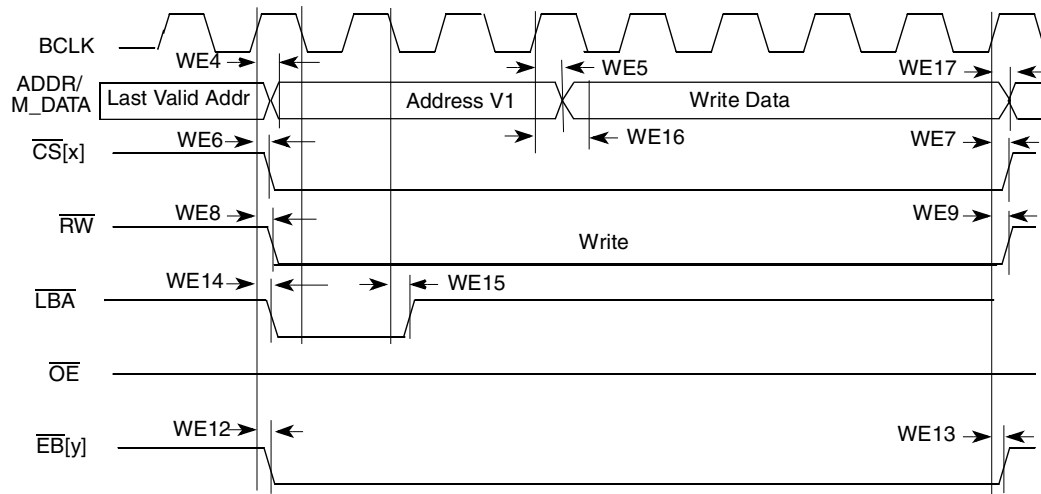 BCLK
WE4
WE5
WE17
ADDR/
M_DATA
Last Valid Addr
Address V1
Write Data
WE6
WE16
WE7
CS[x]
WE8
WE9
RW
Write
WE14
WE15
LBA
OE
WE12
WE13
EB[y]